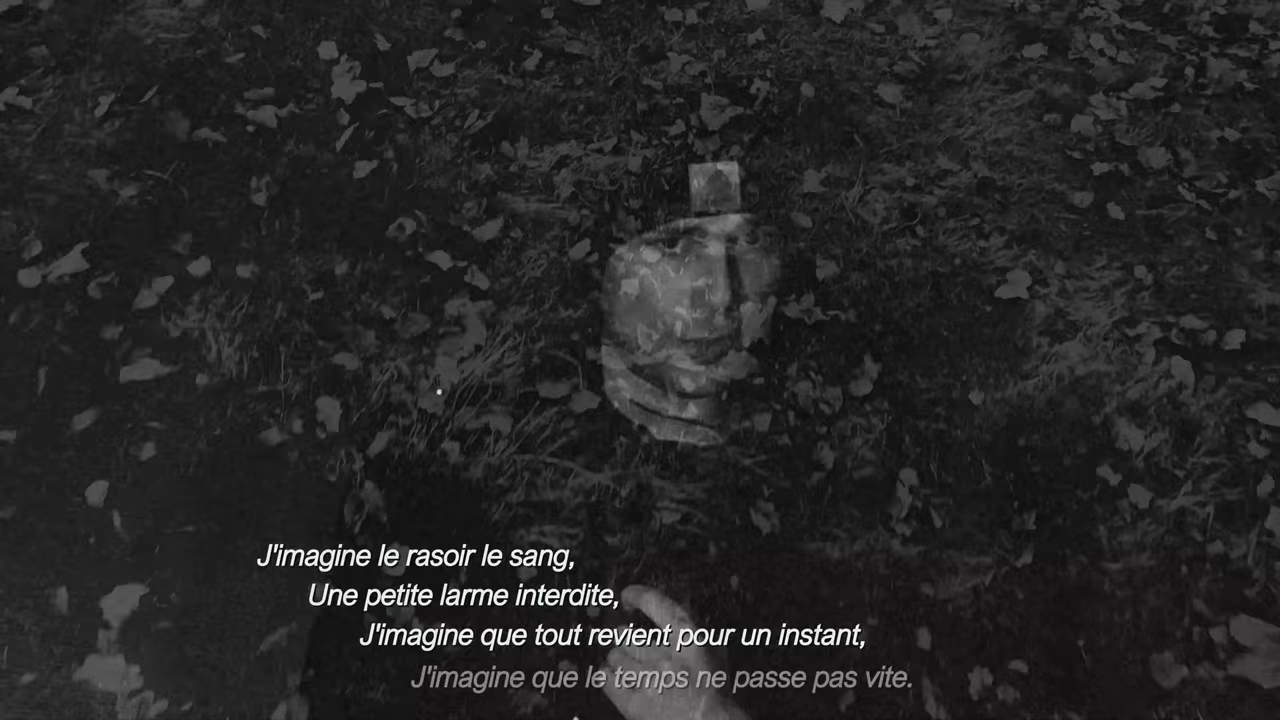 J'imagine le rasoir le sang,
Une petite larme interdite,
J'imagine que tout revient pour un instant,
J'imagine que le temps ne passe pas vite.